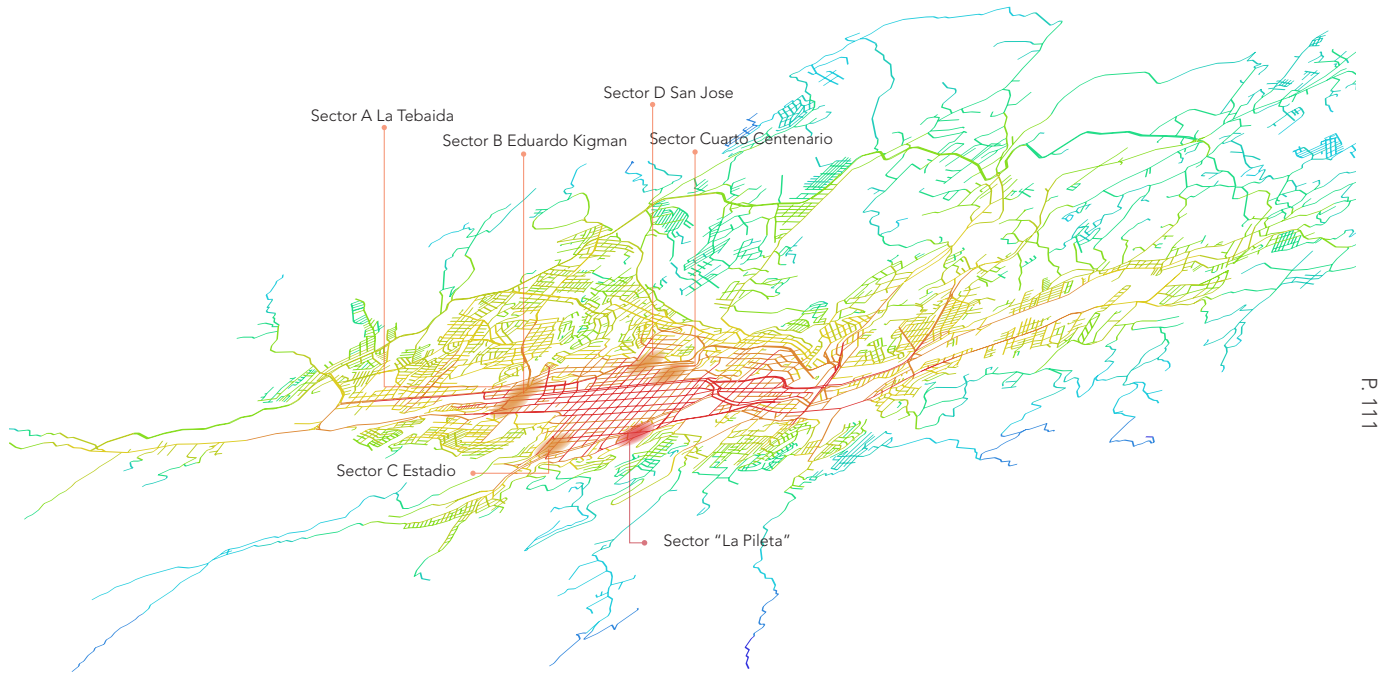 Sector D San Jose
Sector A La Tebaida
Sector B Eduardo Kigman
Sector Cuarto Centenario
Sector C Estadio
Sector “La Pileta”
P. 111